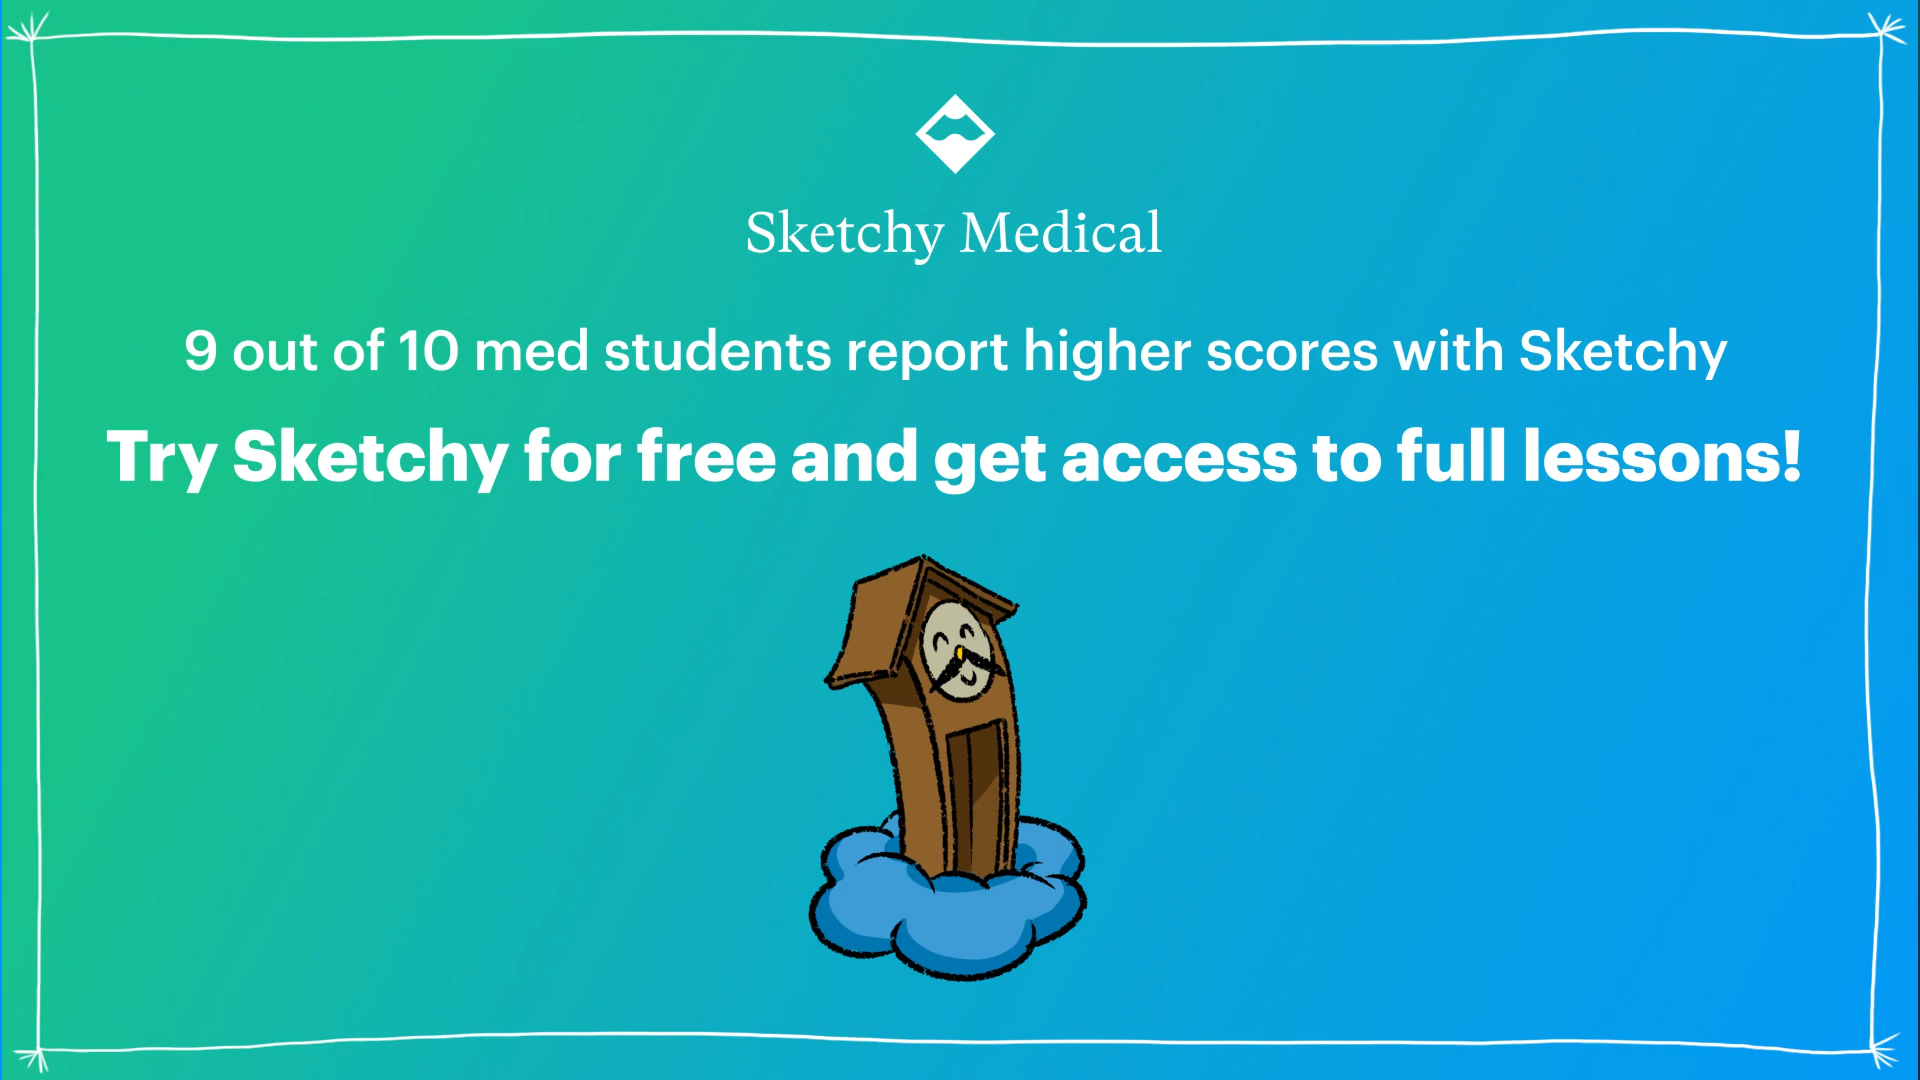 Sketchy Medical
9 out of 10 med students report higher scores with Sketchy
Try Sketchy for free and get access to full lessons!